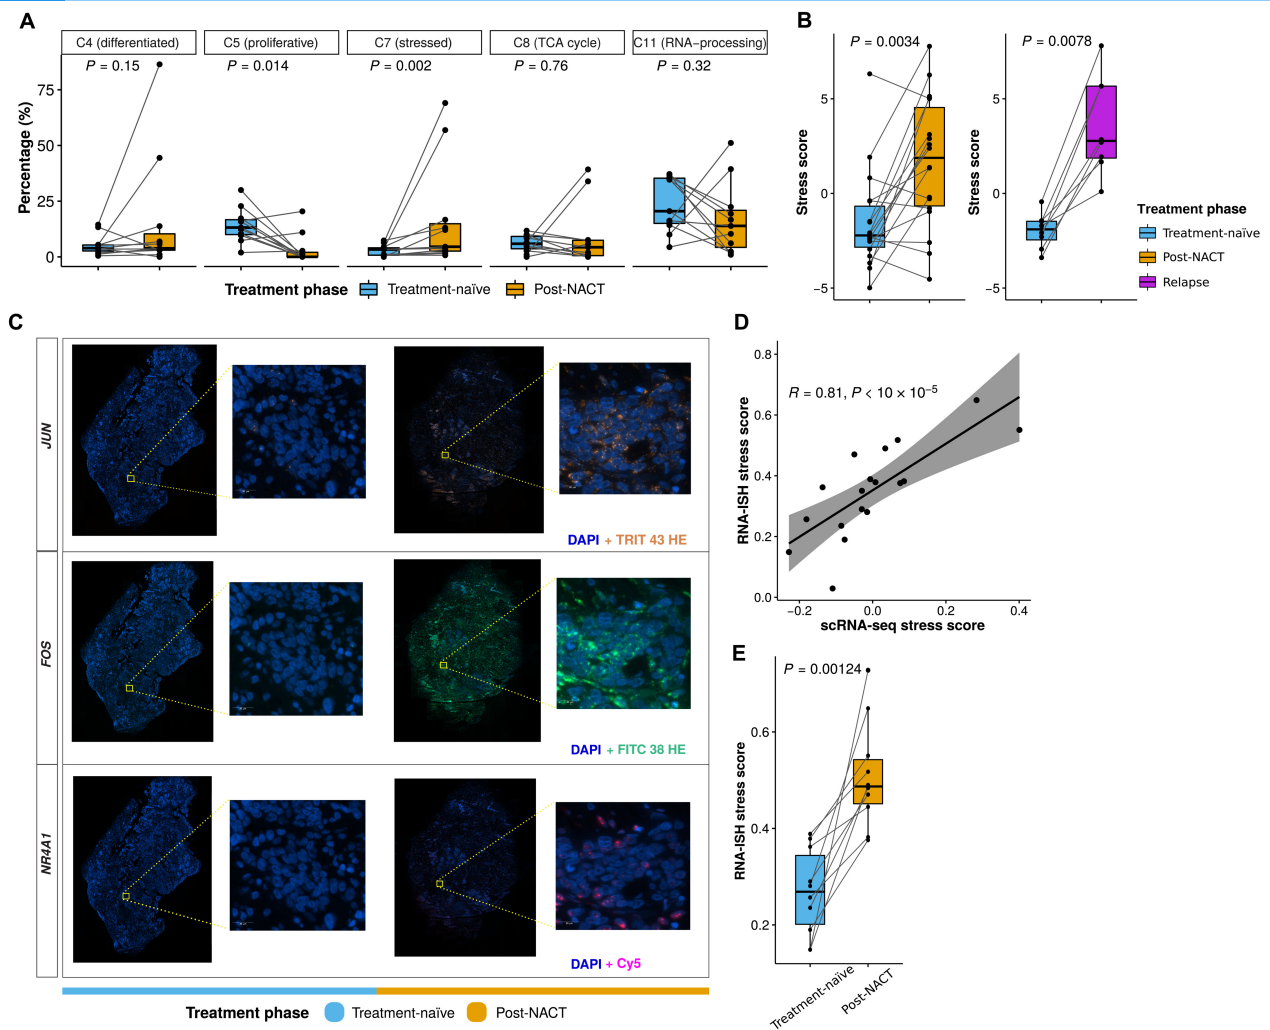 A
C4 (differentiated)
C5 (proliferative)
C7 (stressed)
C8 (TCA cycle)
C11 (RNA−processing)
P = 0.15
P = 0.014
P = 0.002
P = 0.76
P = 0.32
Percentage (%)
75
50
25
0
Treatment phase
Treatment-naïve
Post-NACT
B
P = 0.0034
Stress score
5
0
−5
P = 0.0078
Stress score
5
0
−5
Treatment phase
Treatment-naïve
Post-NACT
Relapse
C
JUN
DAPI + TRIT 43 HE
FOS
DAPI + FITC 38 HE
NR4A1
DAPI + Cy5
Treatment phase
Treatment-naïve
Post-NACT
D
R = 0.81, P < 10 × 10−5
RNA-ISH stress score
0.8
0.6
0.4
0.2
0.0
−0.2
0.0
0.2
0.4
scRNA-seq stress score
E
P = 0.00124
RNA-ISH stress score
0.6
0.4
0.2
Treatment-naïve
Post-NACT